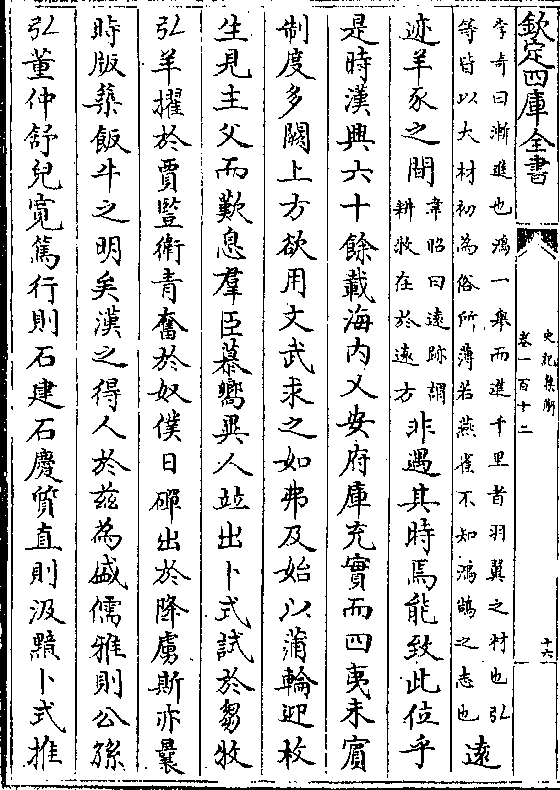 欽定四庫全書
史記集解
卷一百十二
十六
李奇曰漸進也鴻一舉而進千里者羽翼之材也弘
等皆以大材初為俗所薄若燕雀不知鴻鵠之志也
遠
迹羊豕之間
韋昭曰遠跡謂
耕牧在於遠方
非遇其時焉能致此位乎
是時漢興六十餘載海内乂安府庫充實而四夷未賓
制度多闕上方欲用文武求之如弗及始以蒲輪迎枚
生見主父而歎息羣臣慕嚮異人竝出卜式試於芻牧
弘羊擢於賈豎衛青奮於奴僕日磾出於降虜斯亦曩
時版築飯牛之明矣漢之得人於兹為盛儒雅則公孫
弘董仲舒兒寛篤行則石建石慶質直則汲黯卜式推